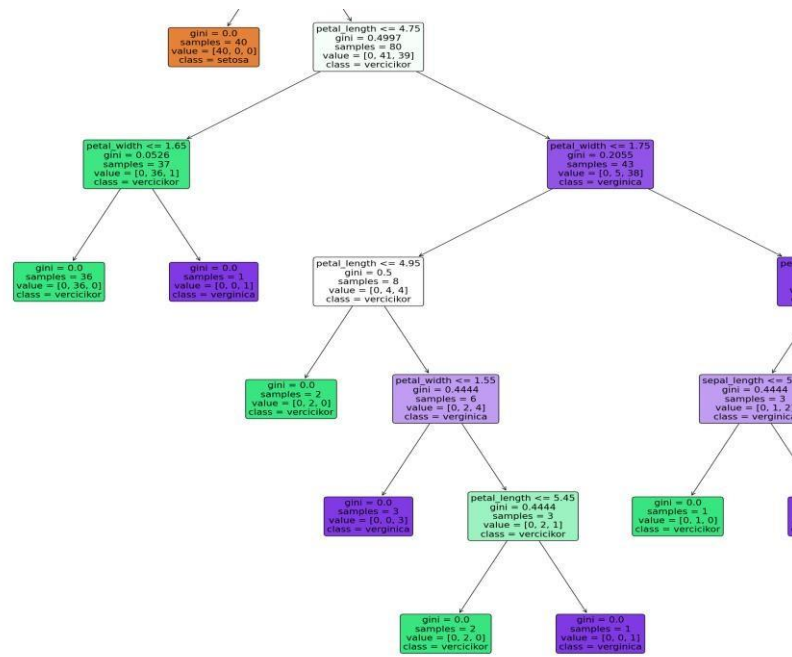 gini = 0.0
samples = 40
value = [40, 0, 0]
class = setosa
petal_length <= 4.75
gini = 0.4997
samples = 80
value = [0, 41, 39]
class = vercicikor
petal_width <= 1.65
gini = 0.0526
samples = 37
value = [0, 36, 1]
class = vercicikor
petal_width <= 1.75
gini = 0.2055
samples = 43
value = [0, 5, 38]
class = verginica
gini = 0.0
samples = 36
value = [0, 36, 0]
class = vercicikor
gini = 0.0
samples = 1
value = [0, 0, 1]
class = verginica
petal_length <= 4.95
gini = 0.5
samples = 8
value = [0, 4, 4]
class = vercicikor
gini = 0.0
samples = 2
value = [0, 2, 0]
class = vercicikor
petal_width <= 1.55
gini = 0.4444
samples = 6
value = [0, 2, 4]
class = verginica
sepal_length <= 5
gini = 0.4444
samples = 3
value = [0, 1, 2]
class = verginica
gini = 0.0
samples = 3
value = [0, 0, 3]
class = verginica
petal_length <= 5.45
gini = 0.4444
samples = 3
value = [0, 2, 1]
class = vercicikor
gini = 0.0
samples = 1
value = [0, 1, 0]
class = vercicikor
gini = 0.0
samples = 2
value = [0, 2, 0]
class = vercicikor
gini = 0.0
samples = 1
value = [0, 0, 1]
class = verginica